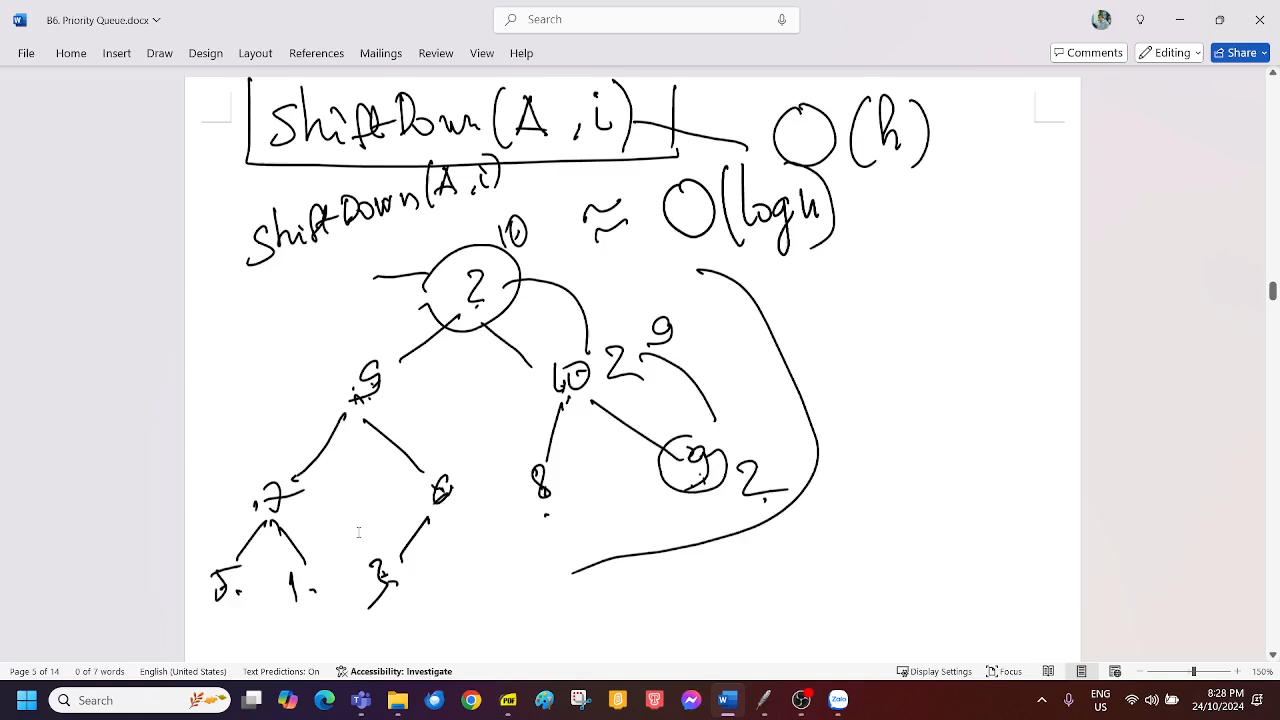 B6. Priority Queue.docx
Search
File Home Insert Draw Design Layout References Mailings Review View Help
Comments Editing Share
ShiftDown(A, i) O(h)
ShiftDown(A, i) ≈ O(log n)
10
2
9 10 2 9
7 6 8 9 2
5 1 3
Page 5 of 14 0 of 7 words English (United States) Text Predictions: On Accessibility: Investigate Display Settings Focus 150%
Search
ENG
US
8:28 PM
24/10/2024